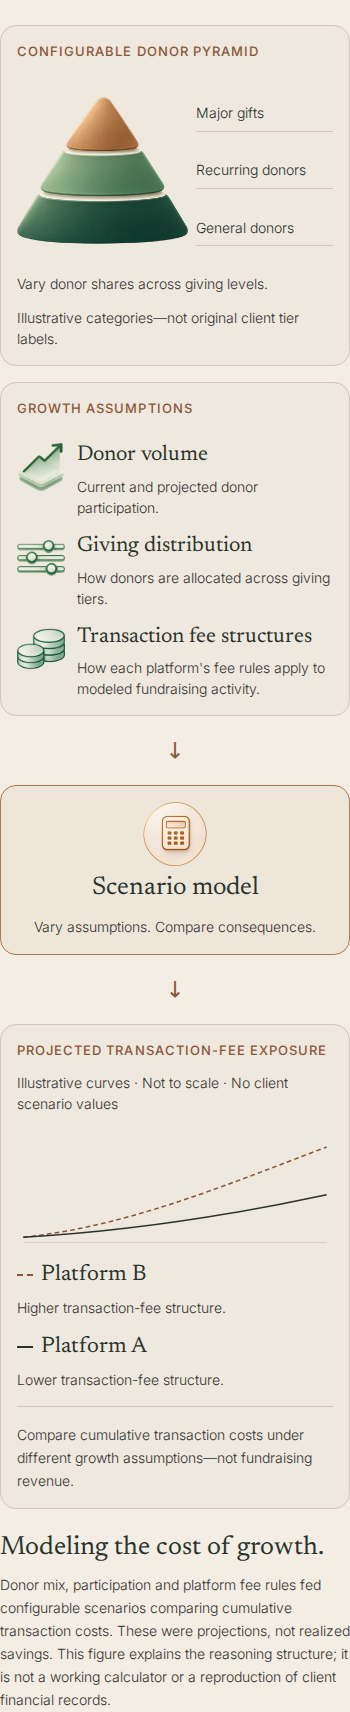 CONFIGURABLE DONOR PYRAMID
Major gifts
Recurring donors
General donors
Vary donor shares across giving levels.
Illustrative categories—not original client tier
labels.
GROWTH ASSUMPTIONS
Donor volume
Current and projected donor
participation.
Giving distribution
How donors are allocated across giving
tiers.
Transaction fee structures
How each platform's fee rules apply to
modeled fundraising activity.
↓
Scenario model
Vary assumptions. Compare consequences.
↓
PROJECTED TRANSACTION-FEE EXPOSURE
Illustrative curves · Not to scale · No client
scenario values
Platform B
Higher transaction-fee structure.
Platform A
Lower transaction-fee structure.
Compare cumulative transaction costs under
different growth assumptions—not fundraising
revenue.
Modeling the cost of growth.
Donor mix, participation and platform fee rules fed
configurable scenarios comparing cumulative
transaction costs. These were projections, not realized
savings. This figure explains the reasoning structure; it
is not a working calculator or a reproduction of client
financial records.